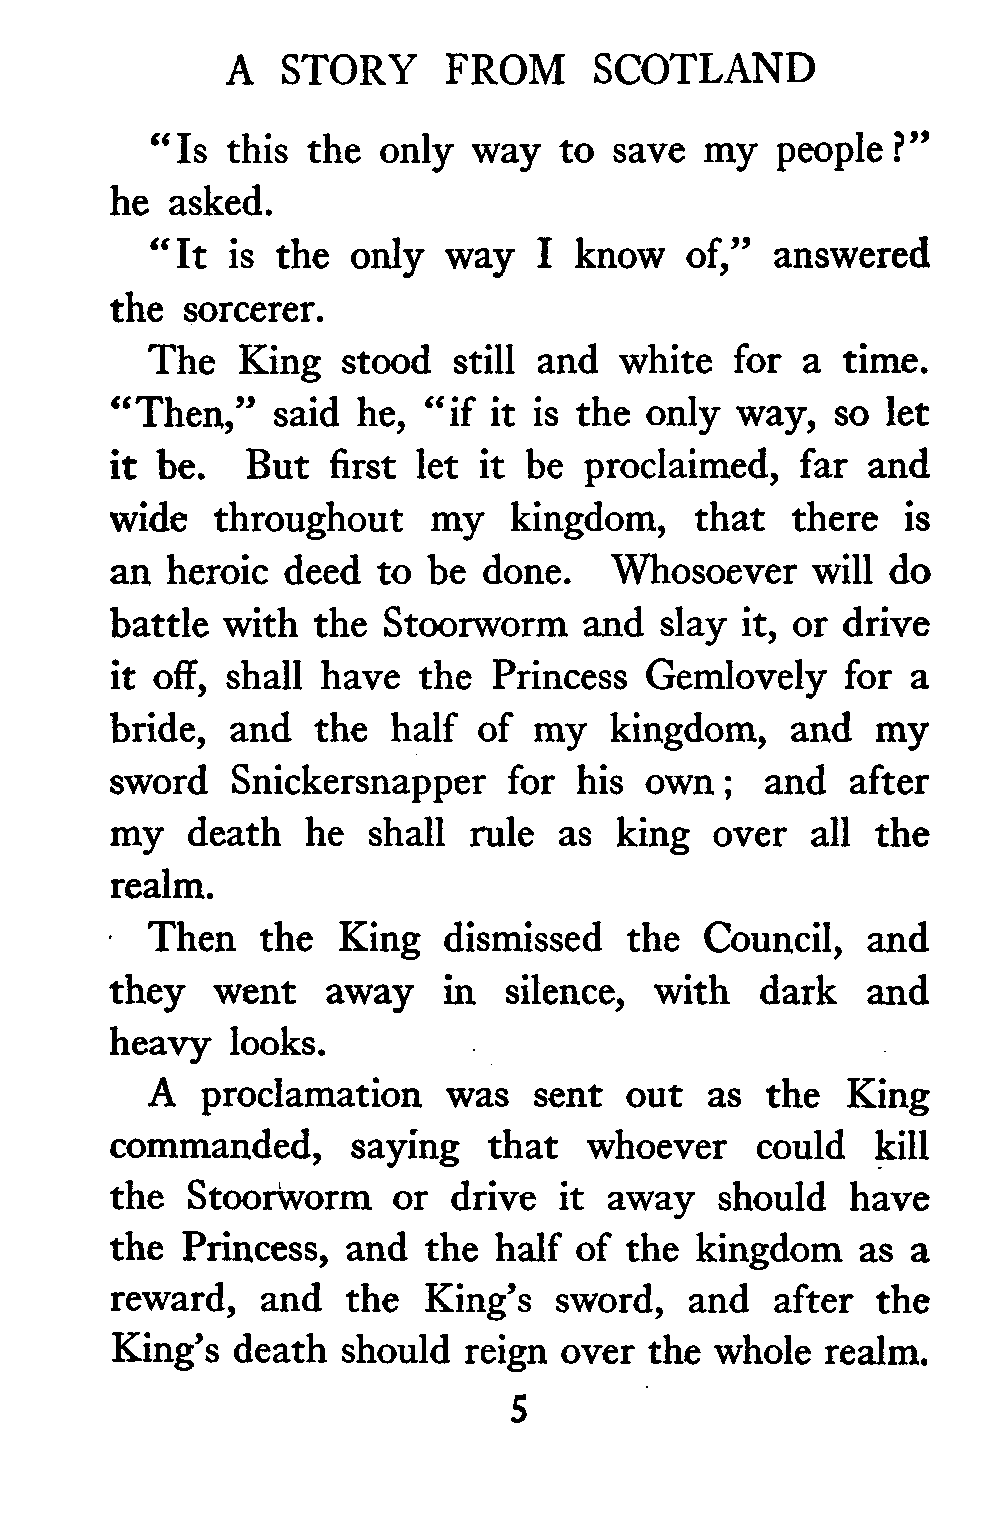 A STORY FROM SCOTLAND
“Is this the only way to save my people?”
he asked.
“It is the only way I know of,” answered
the sorcerer.
The King stood still and white for a time.
“Then,” said he, “if it is the only way, so let
it be. But first let it be proclaimed, far and
wide throughout my kingdom, that there is
an heroic deed to be done. Whosoever will do
battle with the Stoorworm and slay it, or drive
it off, shall have the Princess Gemlovely for a
bride, and the half of my kingdom, and my
sword Snickersnapper for his own; and after
my death he shall rule as king over all the
realm.
Then the King dismissed the Council, and
they went away in silence, with dark and
heavy looks.
A proclamation was sent out as the King
commanded, saying that whoever could kill
the Stoorworm or drive it away should have
the Princess, and the half of the kingdom as a
reward, and the King’s sword, and after the
King’s death should reign over the whole realm.
5